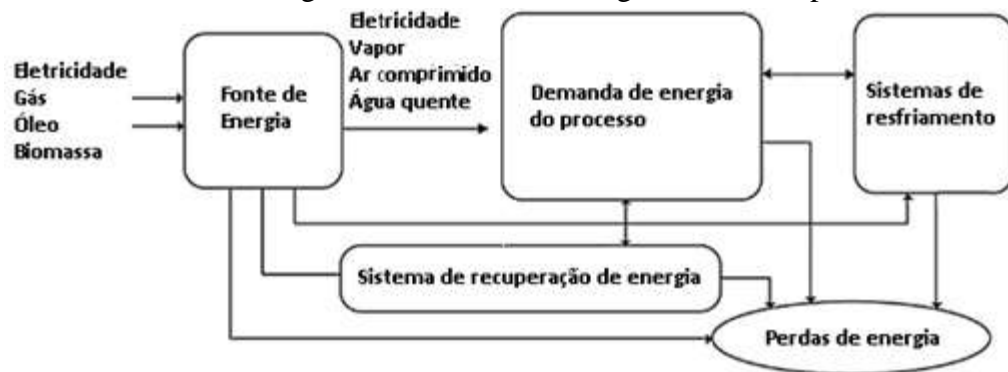 Eletricidade
Gás
Óleo
Biomassa
Fonte de
Energia
Eletricidade
Vapor
Ar comprimido
Água quente
Demanda de energia
do processo
Sistemas de
resfriamento
Sistema de recuperação de energia
Perdas de energia